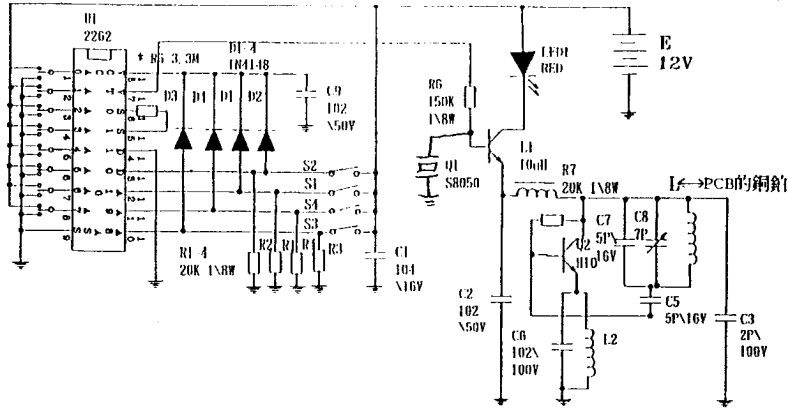 U1
2262
* R5 3.3M
D1-4
1N4148
D3
D4
D1
D2
C9
102
\50V
LED1
RED
E
12V
R6
150K
1\8W
Q1
S8050
L1
10uH
R7
20K 1\8W
L←→PCB的銅鉑
S2
S1
S4
S3
R1-4
20K 1\8W
R2
R1
R4
R3
C1
104
\16V
C2
102
\50V
C7
5P\
16V
C8
7P
H10
C5
5P\16V
C6
102\
100V
L2
C3
2P\
100V